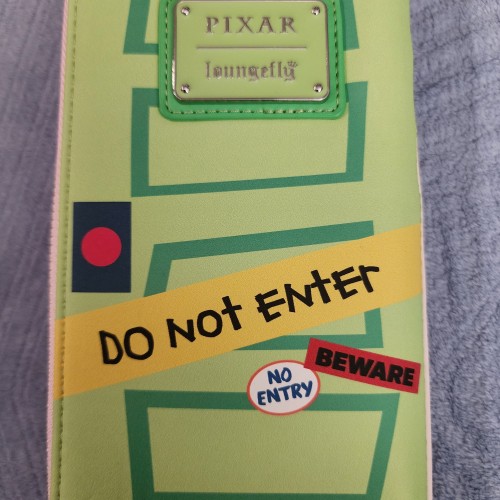 PIXAR
loungefly
DO NOT ENTER
BEWARE
NO
ENTRY